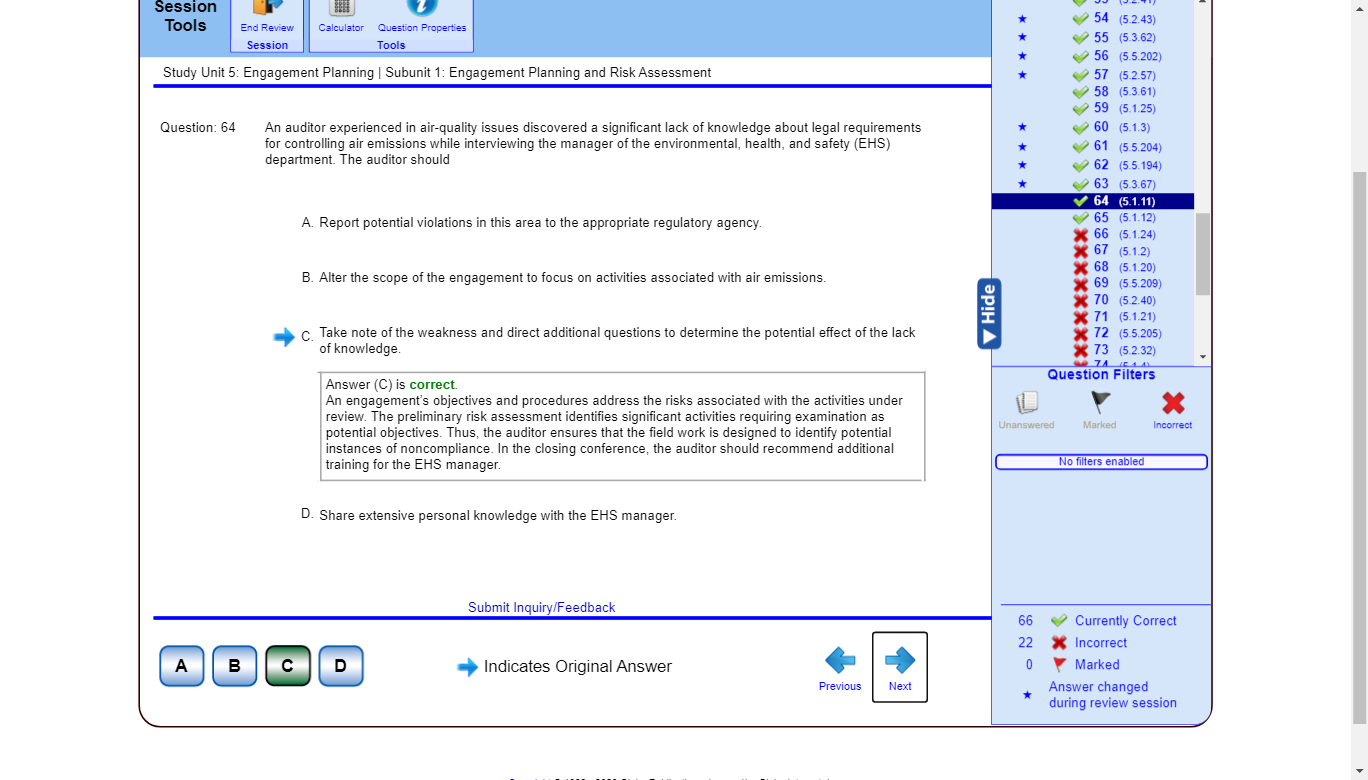 Session
Tools
End Review
Session
Calculator
Question Properties
Tools
Study Unit 5: Engagement Planning | Subunit 1: Engagement Planning and Risk Assessment
Question: 64
An auditor experienced in air-quality issues discovered a significant lack of knowledge about legal requirements
for controlling air emissions while interviewing the manager of the environmental, health, and safety (EHS)
department. The auditor should
A. Report potential violations in this area to the appropriate regulatory agency.
B. Alter the scope of the engagement to focus on activities associated with air emissions.
C. Take note of the weakness and direct additional questions to determine the potential effect of the lack
of knowledge.
Answer (C) is correct.
An engagement's objectives and procedures address the risks associated with the activities under
review. The preliminary risk assessment identifies significant activities requiring examination as
potential objectives. Thus, the auditor ensures that the field work is designed to identify potential
instances of noncompliance. In the closing conference, the auditor should recommend additional
training for the EHS manager.
D. Share extensive personal knowledge with the EHS manager.
Submit Inquiry/Feedback
A
B
C
D
Indicates Original Answer
Previous
Next
54 (5.2.43)
55 (5.3.62)
56 (5.5.202)
57 (5.2.57)
58 (5.3.61)
59 (5.1.25)
60 (5.1.3)
61 (5.5.204)
62 (5.5.194)
63 (5.3.67)
64 (5.1.11)
65 (5.1.12)
66 (5.1.24)
67 (5.1.2)
68 (5.1.20)
69 (5.5.209)
70 (5.2.40)
71 (5.1.21)
72 (5.5.205)
73 (5.2.32)
Hide
Question Filters
Unanswered
Marked
Incorrect
No filters enabled
66 Currently Correct
22 Incorrect
0 Marked
Answer changed
during review session